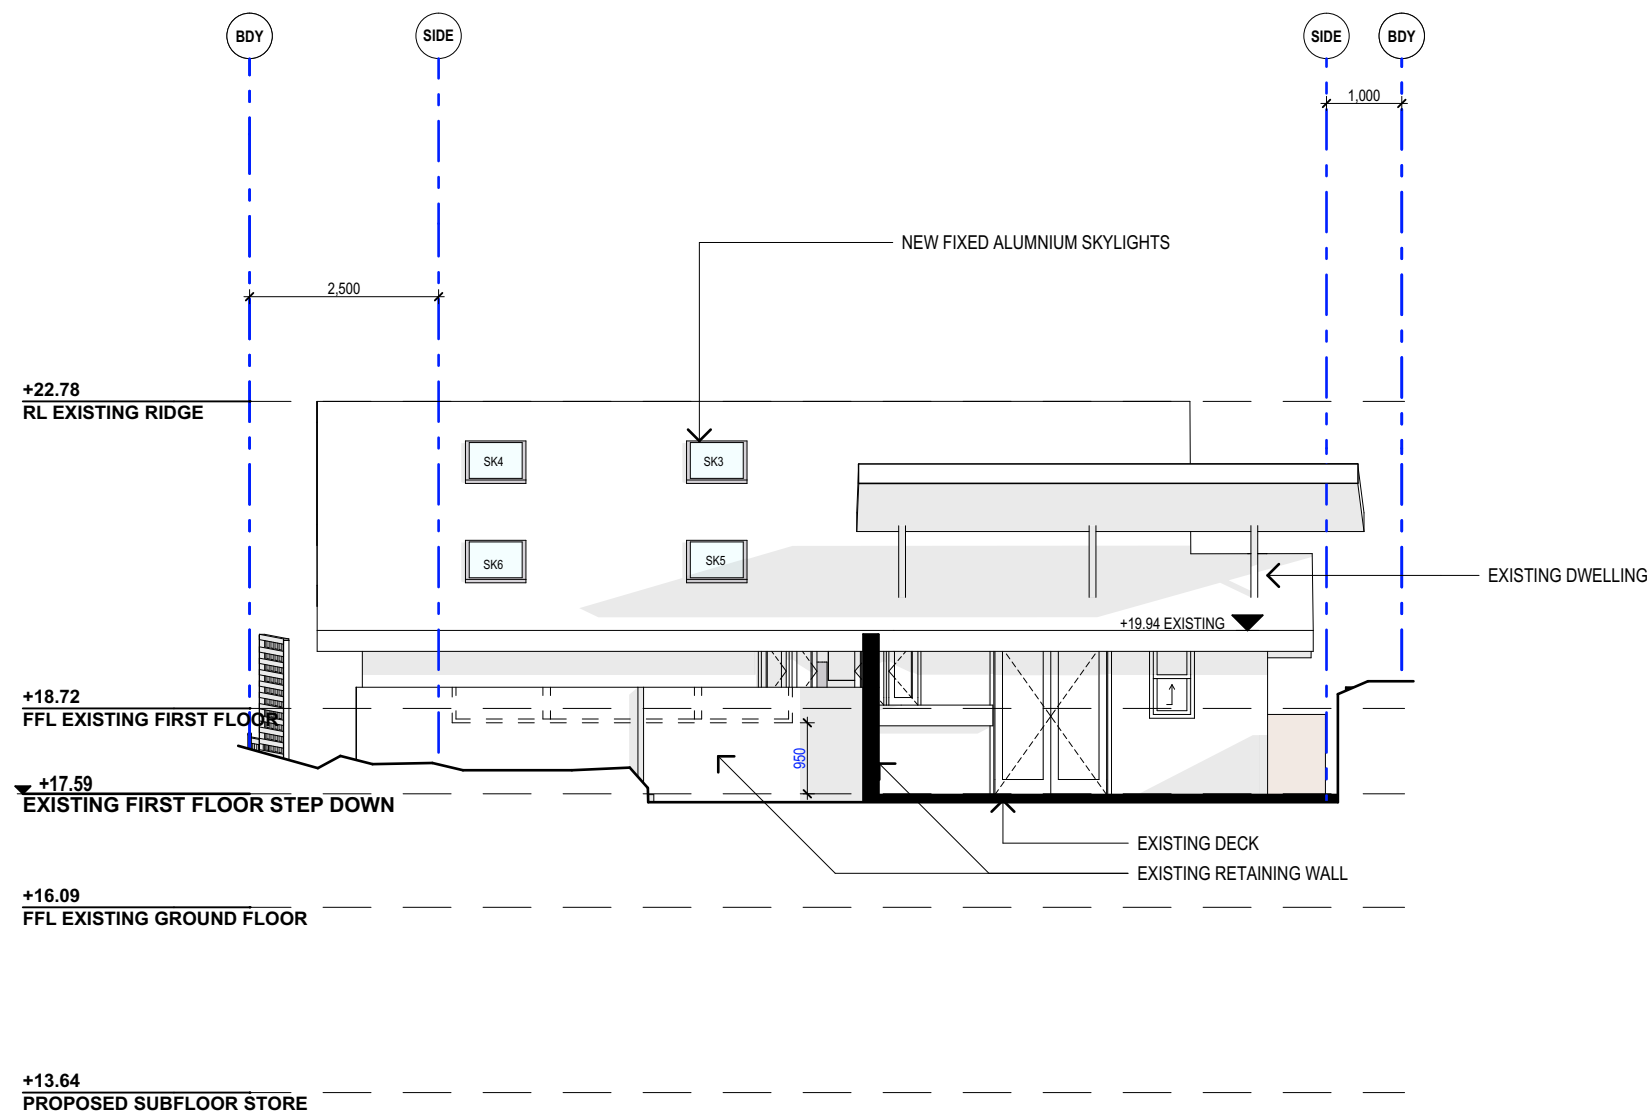 BDY
SIDE
SIDE
BDY
1,000
NEW FIXED ALUMNIUM SKYLIGHTS
2,500
+22.78
RL EXISTING RIDGE
SK4
SK3
SK6
SK5
EXISTING DWELLING
+19.94 EXISTING
+18.72
FFL EXISTING FIRST FLOOR
950
+17.59
EXISTING FIRST FLOOR STEP DOWN
EXISTING DECK
EXISTING RETAINING WALL
+16.09
FFL EXISTING GROUND FLOOR
+13.64
PROPOSED SUBFLOOR STORE